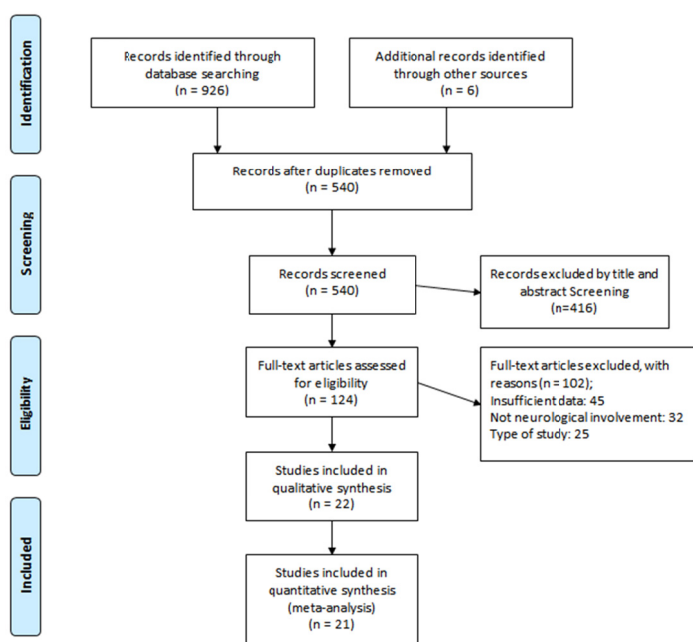 Identification
Records identified through
database searching
(n = 926)
Additional records identified
through other sources
(n = 6)
Records after duplicates removed
(n = 540)
Screening
Records screened
(n = 540)
Records excluded by title and
abstract Screening
(n=416)
Eligibility
Full-text articles assessed
for eligibility
(n = 124)
Full-text articles excluded, with
reasons (n = 102);
Insufficient data: 45
Not neurological involvement: 32
Type of study: 25
Studies included in
qualitative synthesis
(n = 22)
Included
Studies included in
quantitative synthesis
(meta-analysis)
(n = 21)